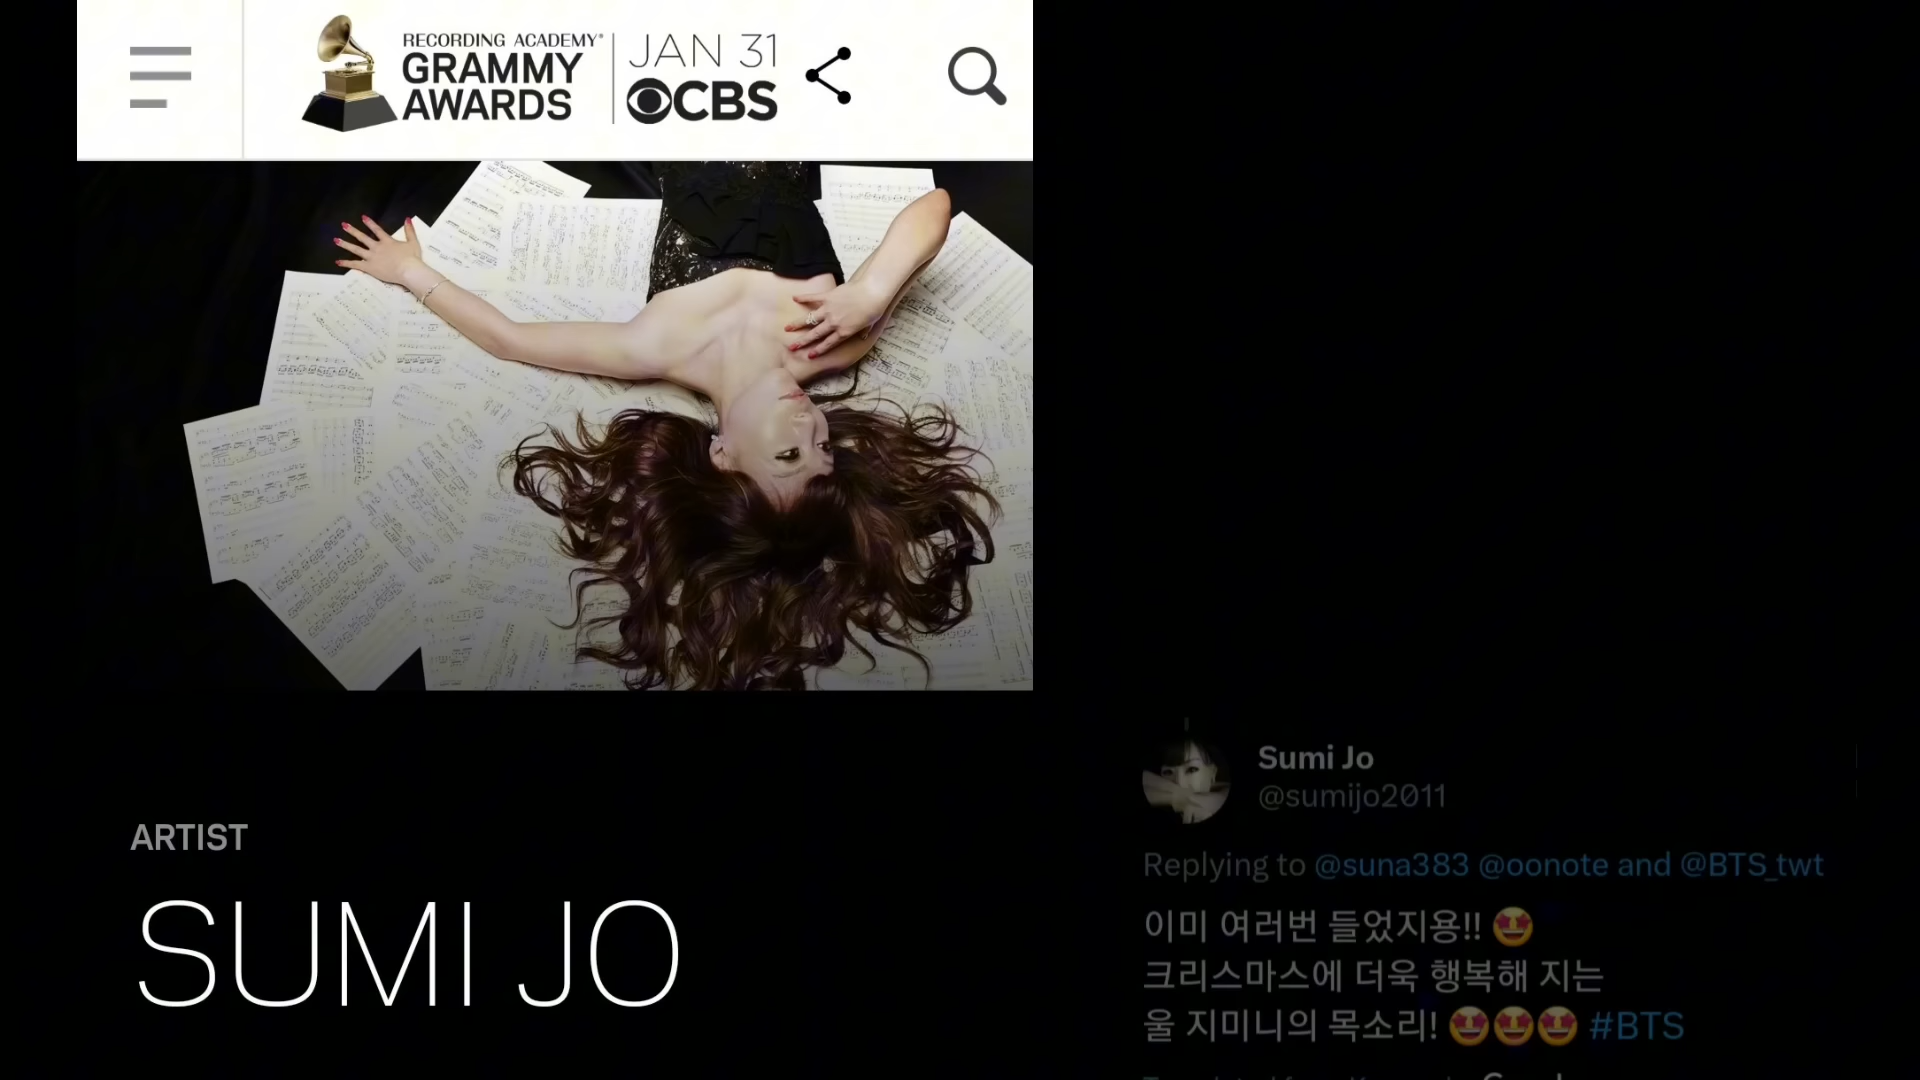 RECORDING ACADEMY®
GRAMMY
AWARDS
JAN 31
CBS
ARTIST
SUMI JO
Sumi Jo
@sumijo2011
Replying to @suna383 @oonote and @BTS_twt
이미 여러번 들었지용!! 🤩
크리스마스에 더욱 행복해 지는
울 지미니의 목소리! 🤩🤩🤩 #BTS